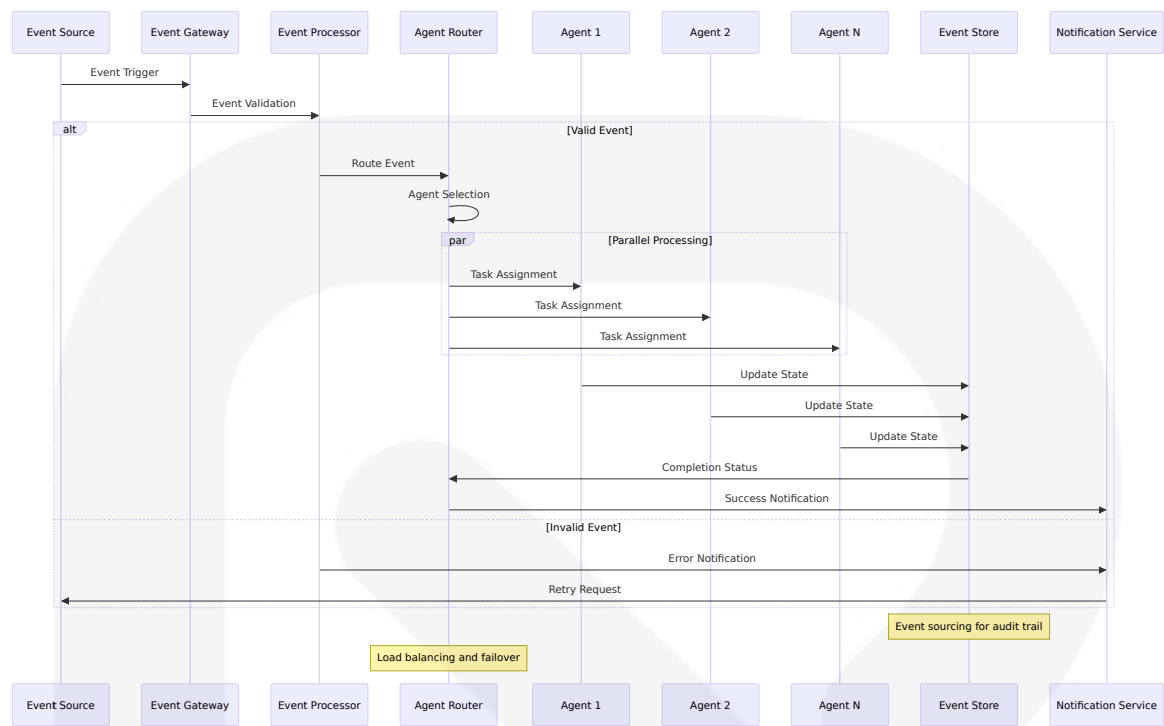 Event Source
Event Gateway
Event Processor
Agent Router
Agent 1
Agent 2
Agent N
Event Store
Notification Service
Event Trigger
Event Validation
alt
[Valid Event]
Route Event
Agent Selection
par
[Parallel Processing]
Task Assignment
Task Assignment
Task Assignment
Update State
Update State
Update State
Completion Status
Success Notification
[Invalid Event]
Error Notification
Retry Request
Event sourcing for audit trail
Load balancing and failover
Event Source
Event Gateway
Event Processor
Agent Router
Agent 1
Agent 2
Agent N
Event Store
Notification Service